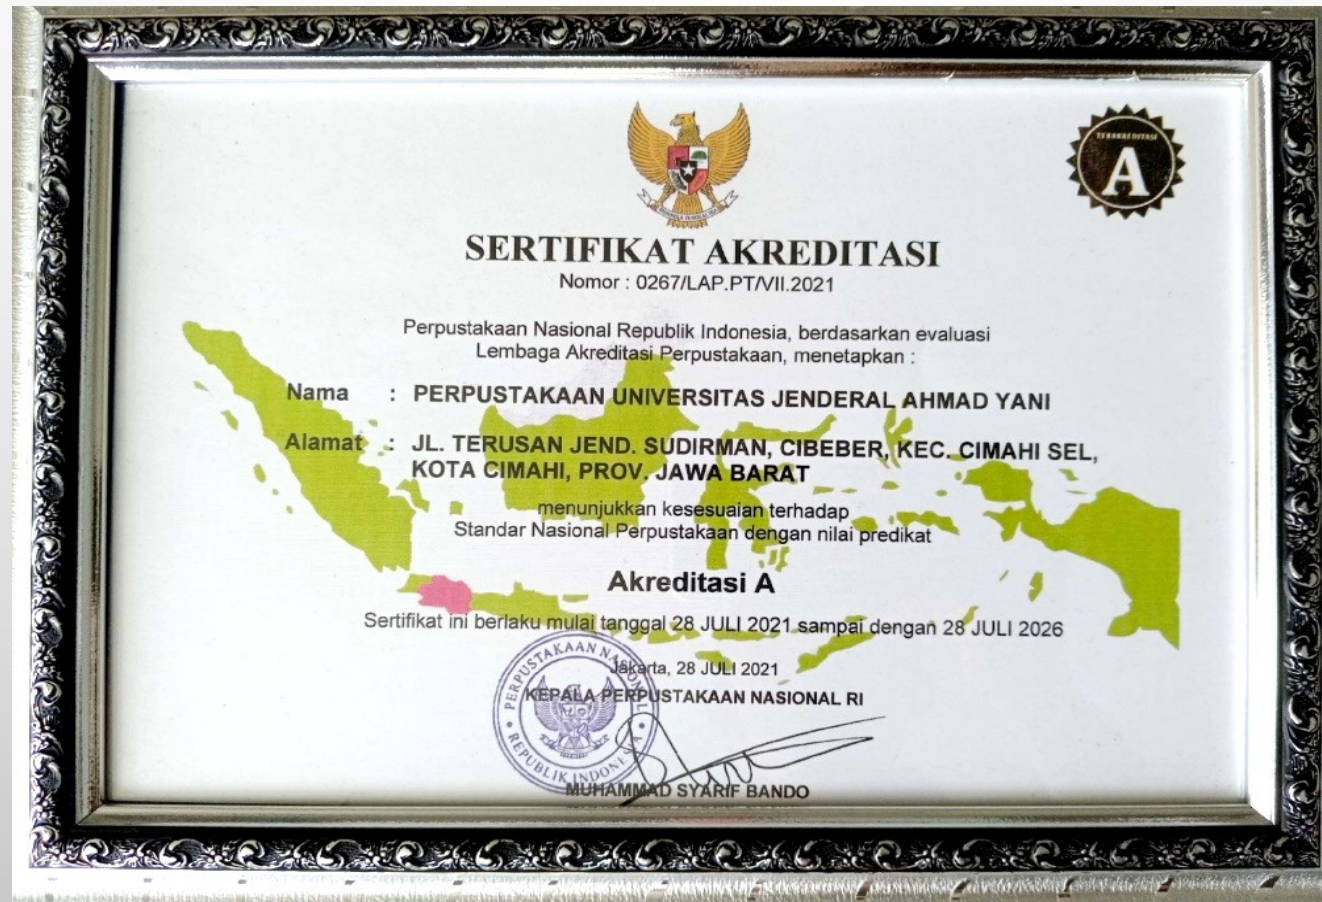 TERAKREDITASI
A
SERTIFIKAT AKREDITASI
Nomor : 0267/LAP.PT/VII.2021
Perpustakaan Nasional Republik Indonesia, berdasarkan evaluasi
Lembaga Akreditasi Perpustakaan, menetapkan :
Nama : PERPUSTAKAAN UNIVERSITAS JENDERAL AHMAD YANI
Alamat : JL. TERUSAN JEND. SUDIRMAN, CIBEBER, KEC. CIMAHI SEL,
KOTA CIMAHI, PROV. JAWA BARAT
menunjukkan kesesuaian terhadap
Standar Nasional Perpustakaan dengan nilai predikat
Akreditasi A
Sertifikat ini berlaku mulai tanggal 28 JULI 2021 sampai dengan 28 JULI 2026
Jakarta, 28 JULI 2021
KEPALA PERPUSTAKAAN NASIONAL RI
PERPUSTAKAAN NASIONAL
REPUBLIK INDONESIA
MUHAMMAD SYARIF BANDO